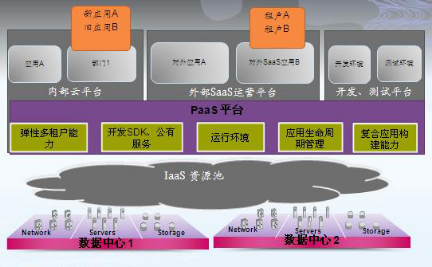 新应用A
旧应用B
租户A
租户B
应用A
部门1
对外应用A
对外SaaS应用B
开发环境
测试环境
内部云平台
外部SaaS运营平台
开发、测试平台
PaaS 平台
弹性多租户能力
开发SDK、公有服务
运行环境
应用生命周期管理
复合应用构建能力
IaaS 资源池
Network
Servers
Storage
数据中心 1
Network
Servers
Storage
数据中心 2